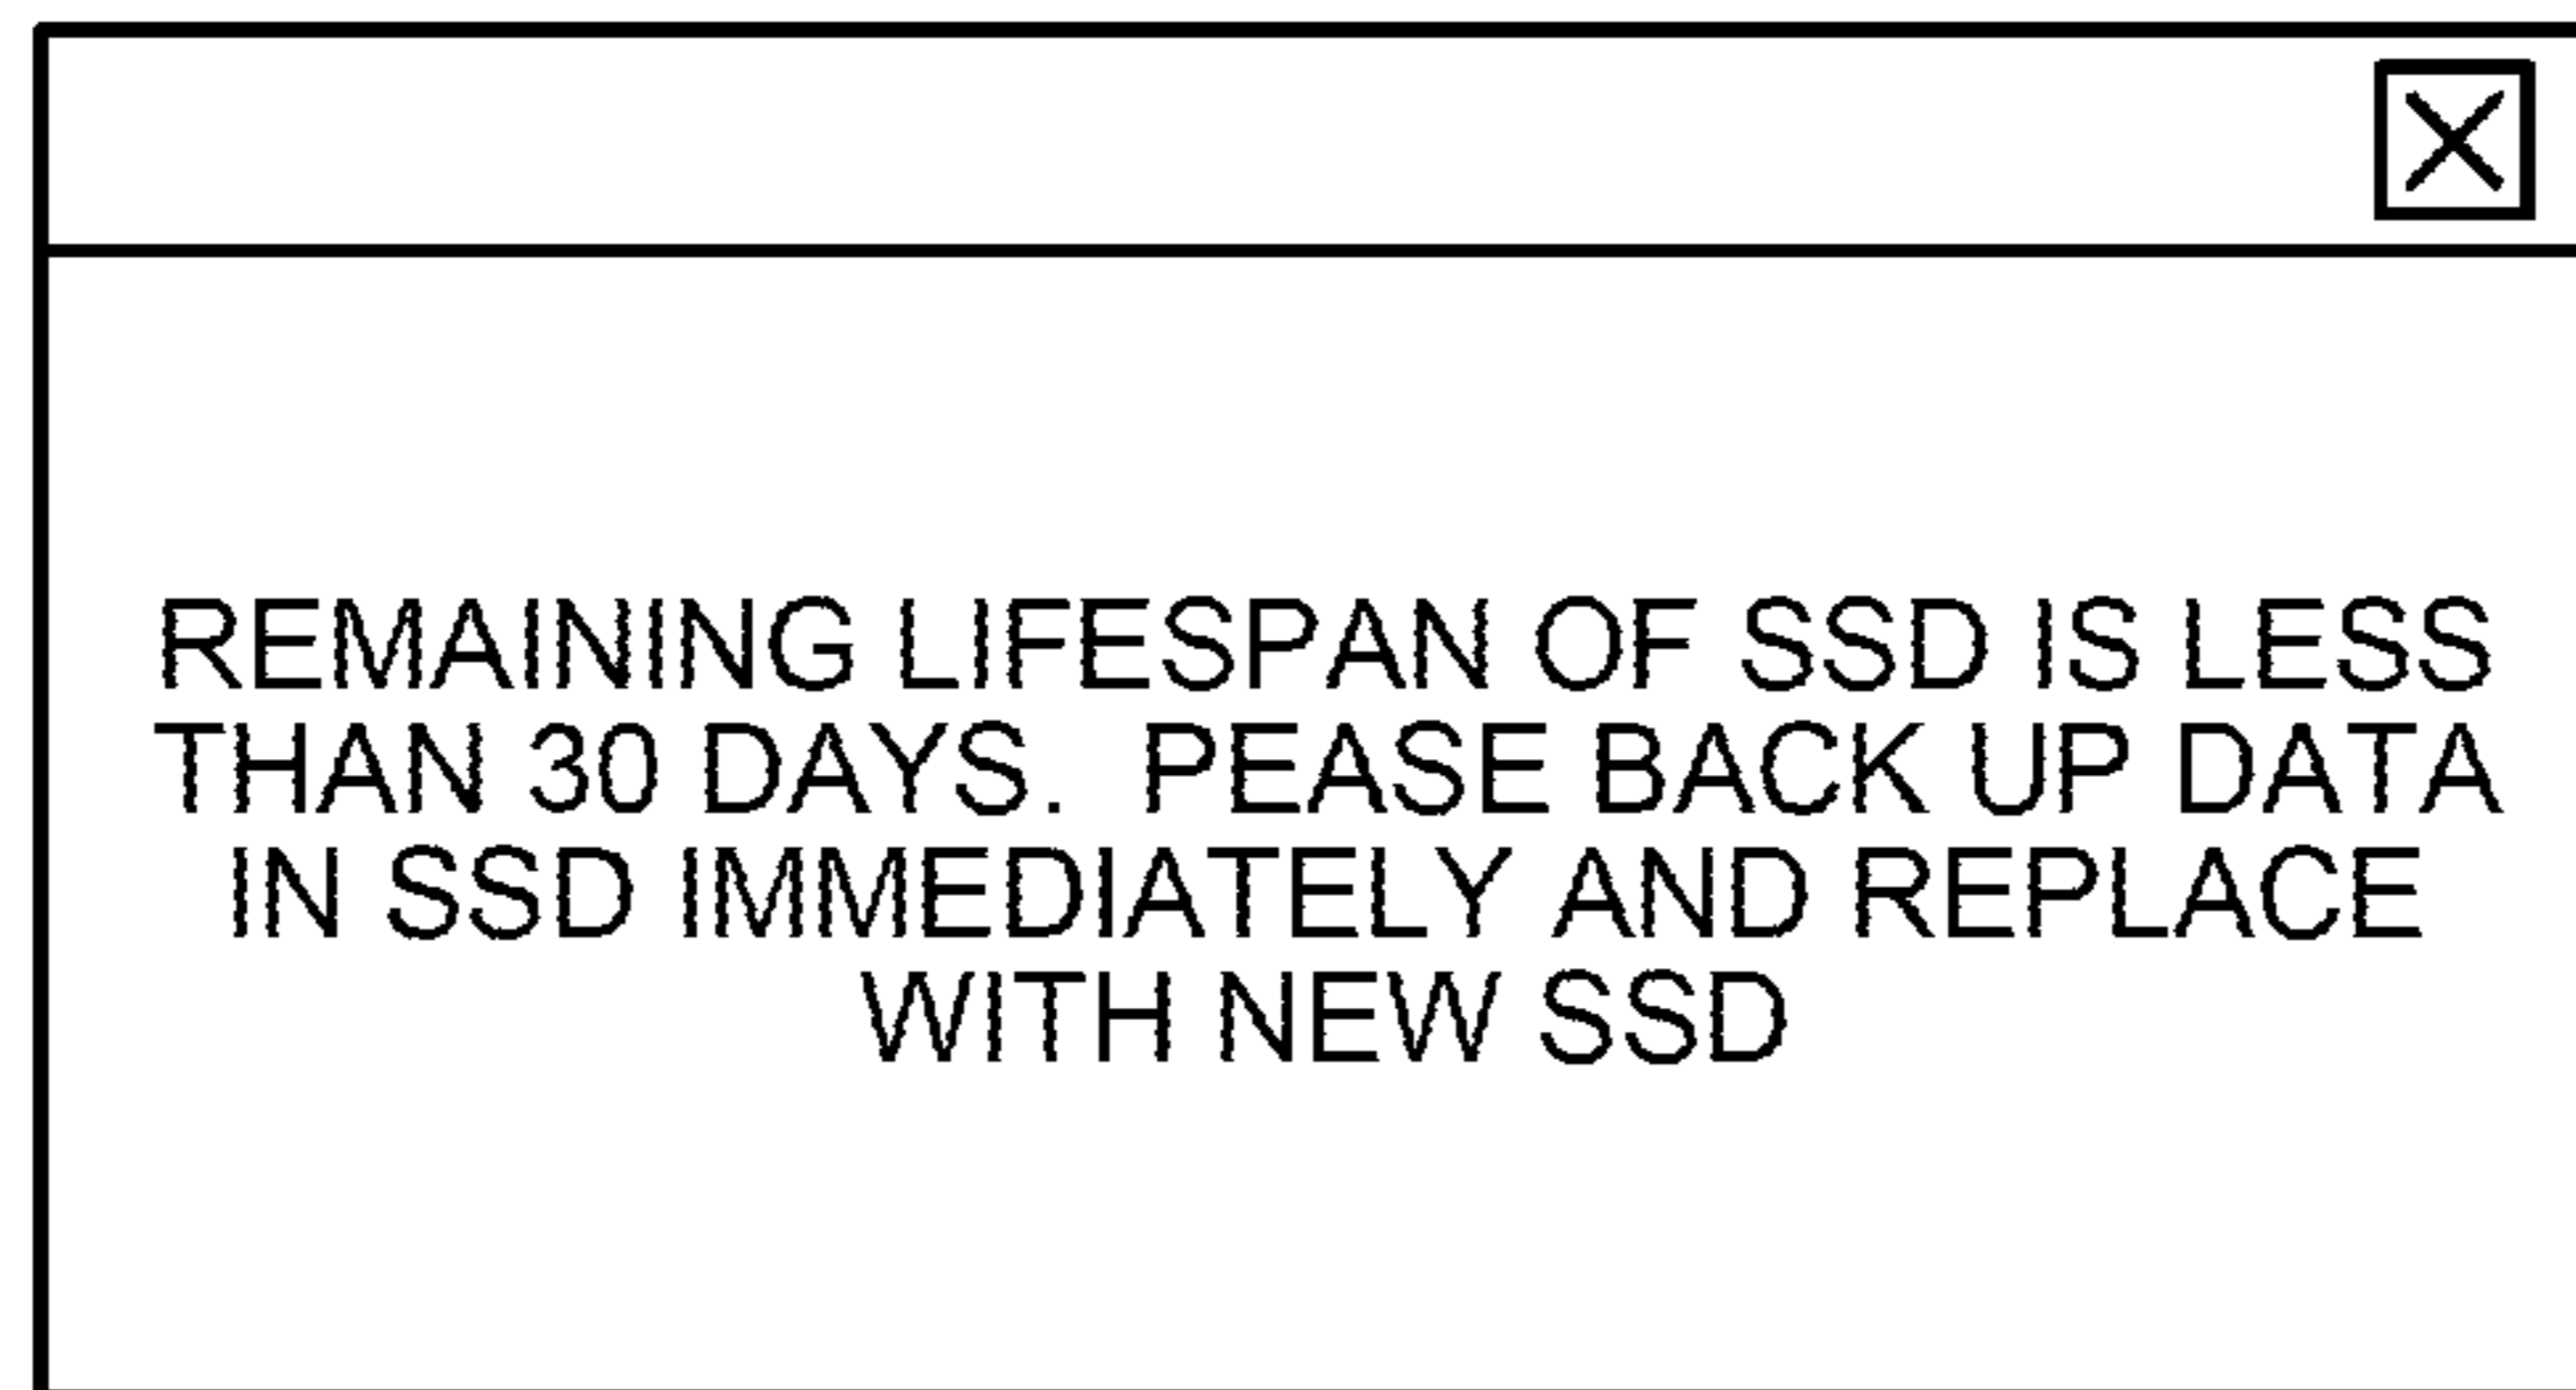 REMAINING LIFESPAN OF SSD IS LESS
THAN 30 DAYS.  PEASE BACK UP DATA
IN SSD IMMEDIATELY AND REPLACE
WITH NEW SSD